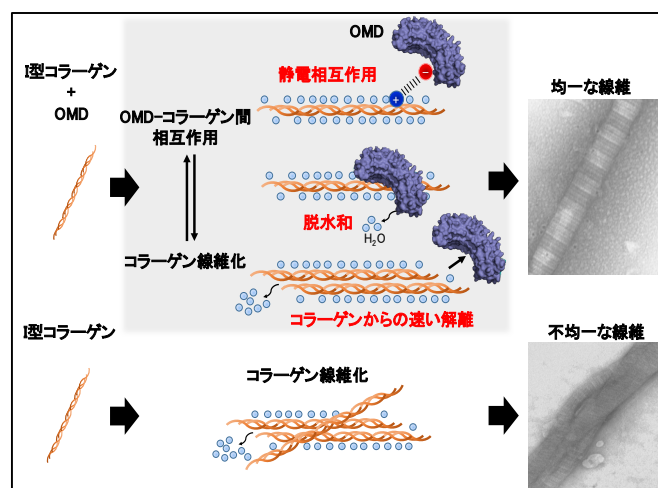 I型コラーゲン
+
OMD
OMD-コラーゲン間
相互作用
コラーゲン線維化
OMD
静電相互作用
−
+
脱水和
H₂O
コラーゲンからの速い解離
均一な線維
I型コラーゲン
コラーゲン線維化
不均一な線維